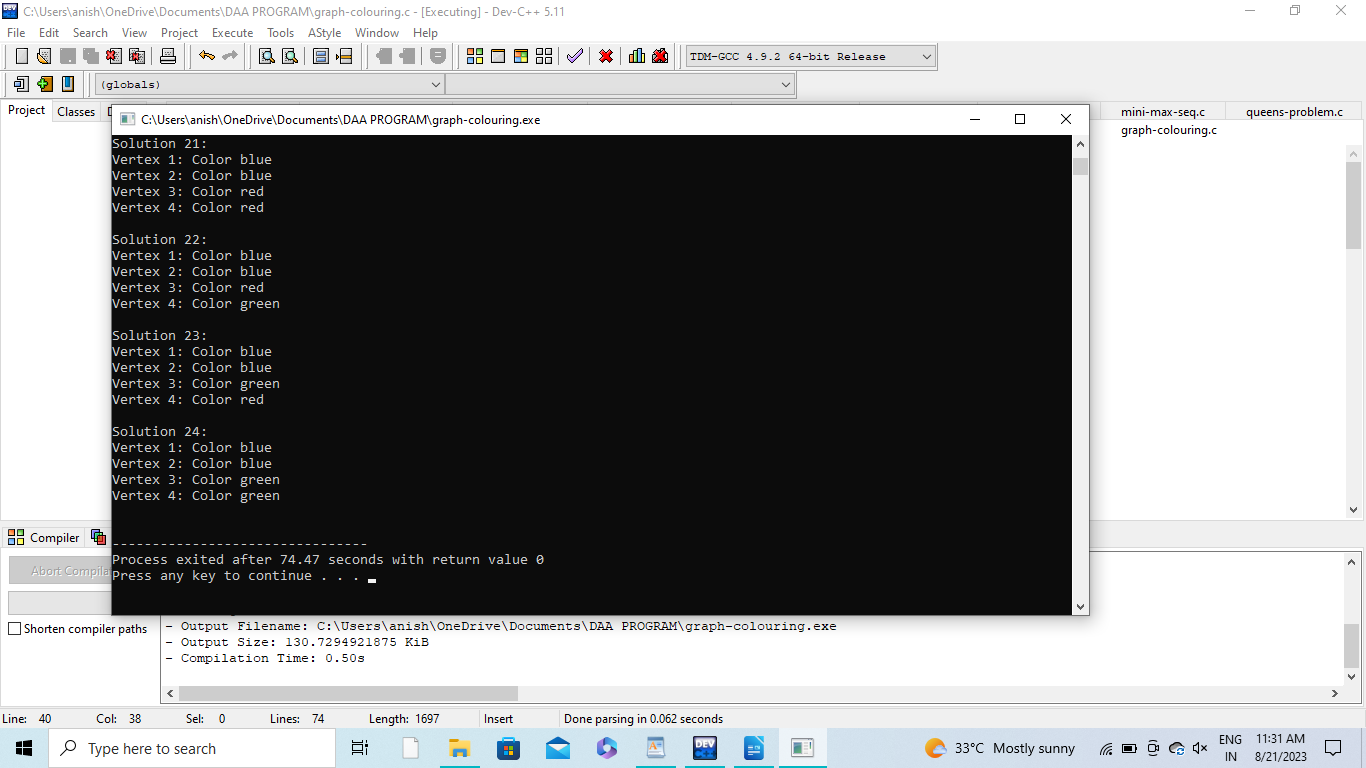 C:\Users\anish\OneDrive\Documents\DAA PROGRAM\graph-colouring.c - [Executing] - Dev-C++ 5.11
File Edit Search View Project Execute Tools AStyle Window Help
TDM-GCC 4.9.2 64-bit Release
(globals)
Project Classes mini-max-seq.c queens-problem.c
graph-colouring.c
C:\Users\anish\OneDrive\Documents\DAA PROGRAM\graph-colouring.exe
Solution 21:
Vertex 1: Color blue
Vertex 2: Color blue
Vertex 3: Color red
Vertex 4: Color red
Solution 22:
Vertex 1: Color blue
Vertex 2: Color blue
Vertex 3: Color red
Vertex 4: Color green
Solution 23:
Vertex 1: Color blue
Vertex 2: Color blue
Vertex 3: Color green
Vertex 4: Color red
Solution 24:
Vertex 1: Color blue
Vertex 2: Color blue
Vertex 3: Color green
Vertex 4: Color green
--------------------------------
Process exited after 74.47 seconds with return value 0
Press any key to continue . . .
Compiler
Abort Compilat
Shorten compiler paths
- Output Filename: C:\Users\anish\OneDrive\Documents\DAA PROGRAM\graph-colouring.exe
- Output Size: 130.7294921875 KiB
- Compilation Time: 0.50s
Line: 40 Col: 38 Sel: 0 Lines: 74 Length: 1697 Insert Done parsing in 0.062 seconds
Type here to search
DEV
33°C Mostly sunny
ENG
IN
11:31 AM
8/21/2023